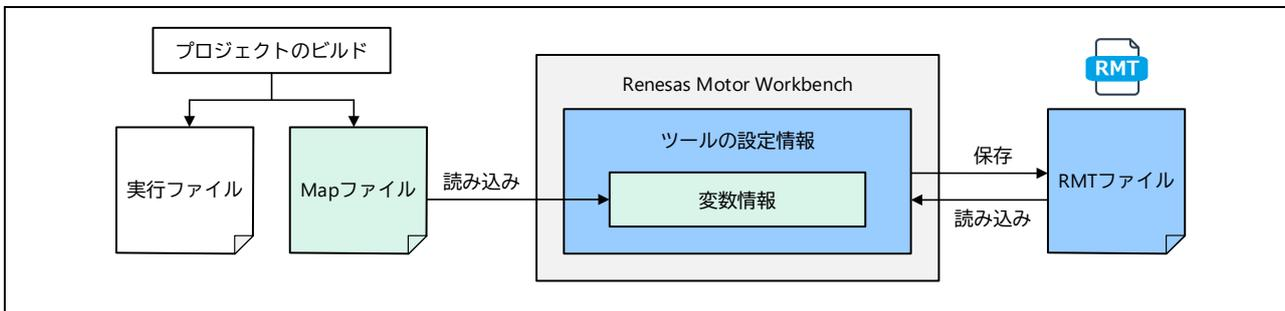 プロジェクトのビルド
実行ファイル
Mapファイル
読み込み
Renesas Motor Workbench
ツールの設定情報
変数情報
保存
読み込み
RMT
RMTファイル